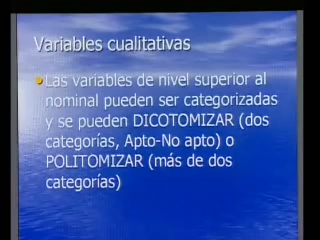 Variables cualitativas
Las variables de nivel superior al
nominal pueden ser categorizadas
y se pueden DICOTOMIZAR (dos
categorías, Apto-No apto) o
POLITOMIZAR (más de dos
categorías)